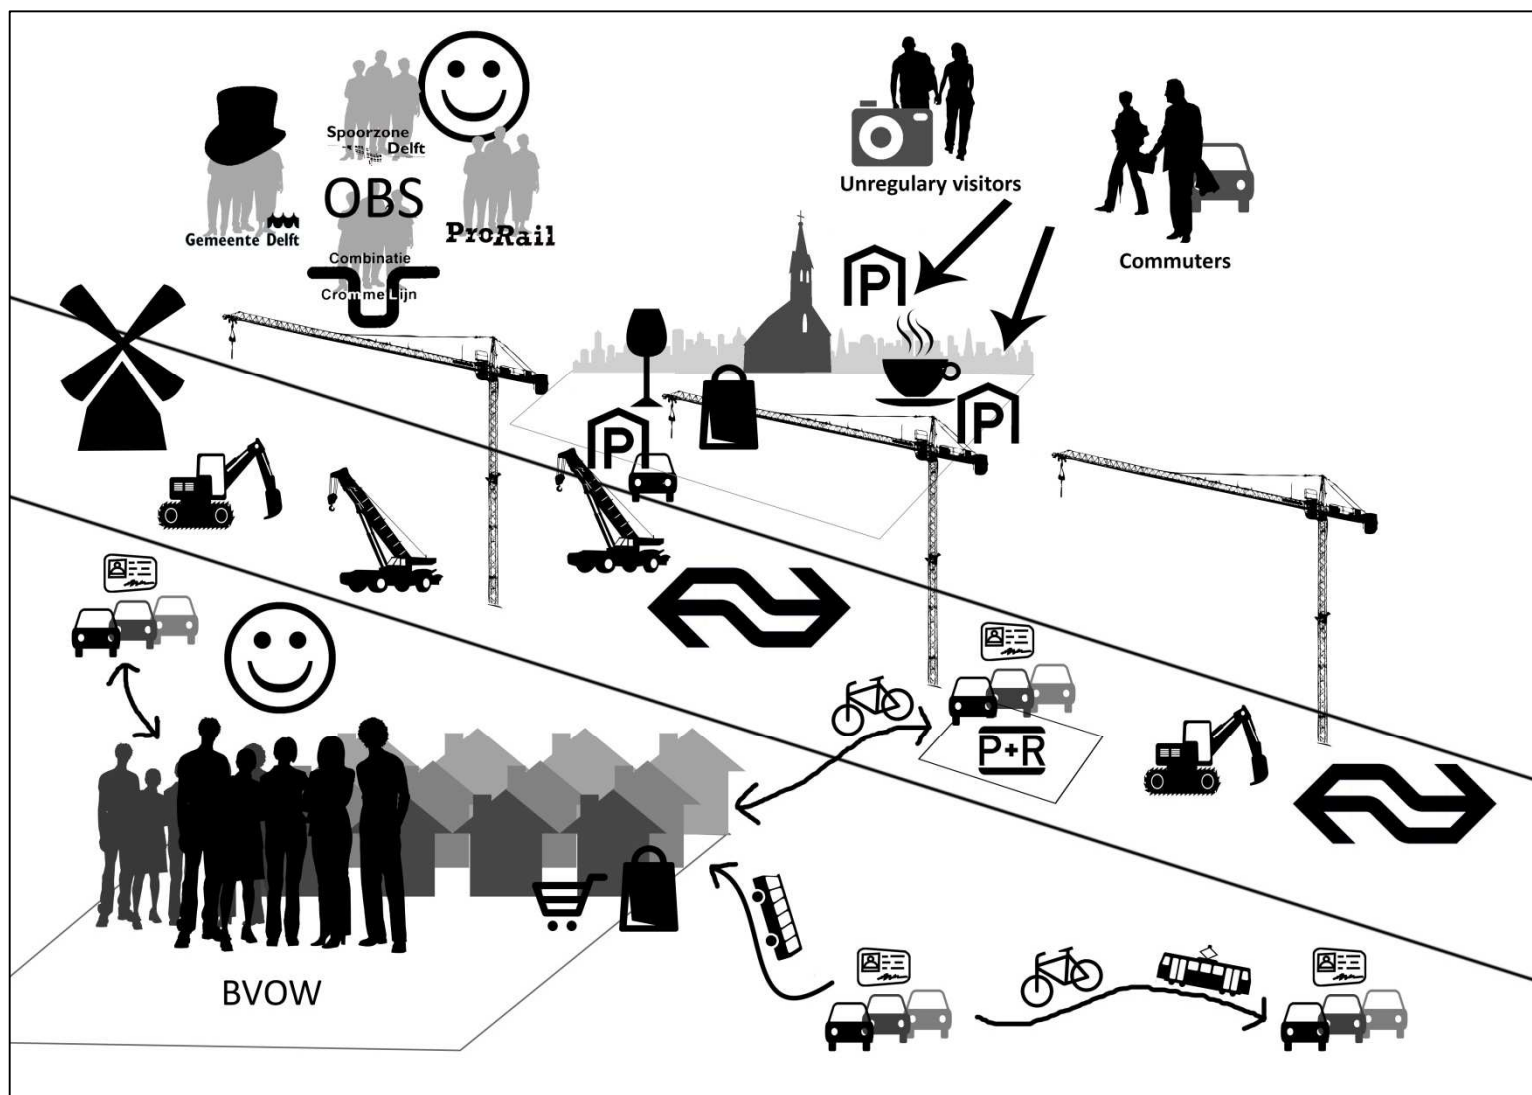 Spoorzone
Delft
OBS
Gemeente Delft
ProRail
Combinatie
Cromme Lijn
Unregulary visitors
Commuters
P
P
P
P+R
BVOW